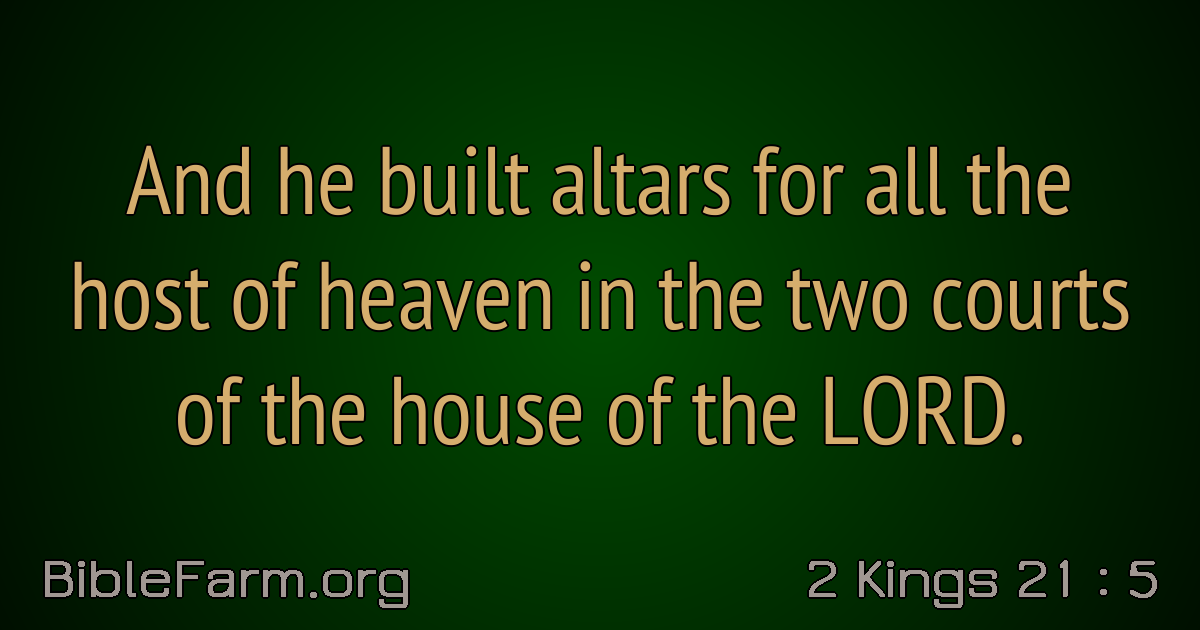 And he built altars for all the
host of heaven in the two courts
of the house of the LORD.
BibleFarm.org
2 Kings 21 : 5